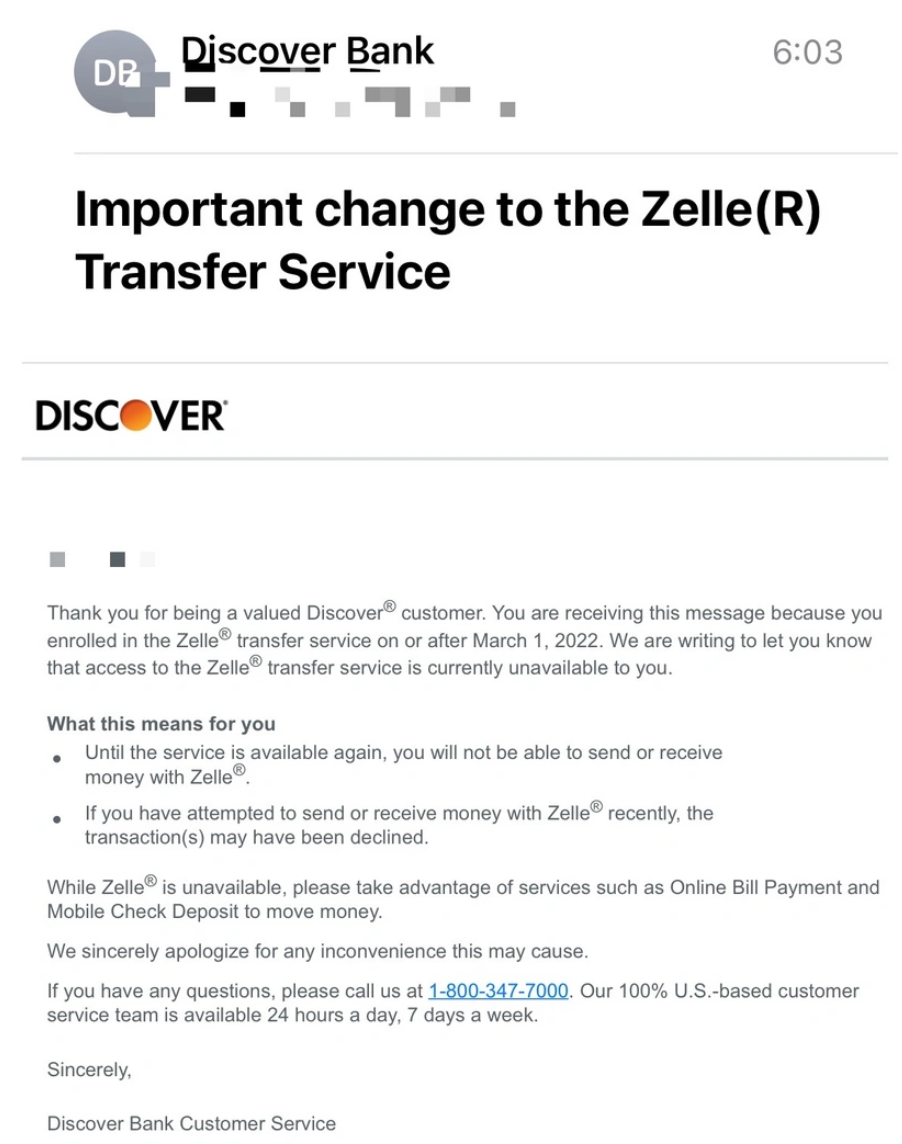 DB
Discover Bank
6:03
Important change to the Zelle(R)
Transfer Service
DISCOVER®
Thank you for being a valued Discover® customer. You are receiving this message because you
enrolled in the Zelle® transfer service on or after March 1, 2022. We are writing to let you know
that access to the Zelle® transfer service is currently unavailable to you.
What this means for you
• Until the service is available again, you will not be able to send or receive
money with Zelle®.
• If you have attempted to send or receive money with Zelle® recently, the
transaction(s) may have been declined.
While Zelle® is unavailable, please take advantage of services such as Online Bill Payment and
Mobile Check Deposit to move money.
We sincerely apologize for any inconvenience this may cause.
If you have any questions, please call us at 1-800-347-7000. Our 100% U.S.-based customer
service team is available 24 hours a day, 7 days a week.
Sincerely,
Discover Bank Customer Service